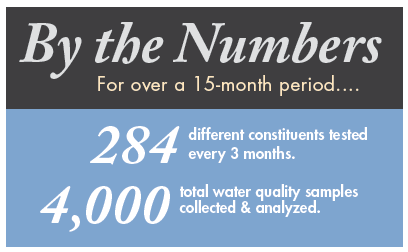 By the Numbers
For over a 15-month period....
284 different constituents tested
every 3 months.
4,000 total water quality samples
collected & analyzed.